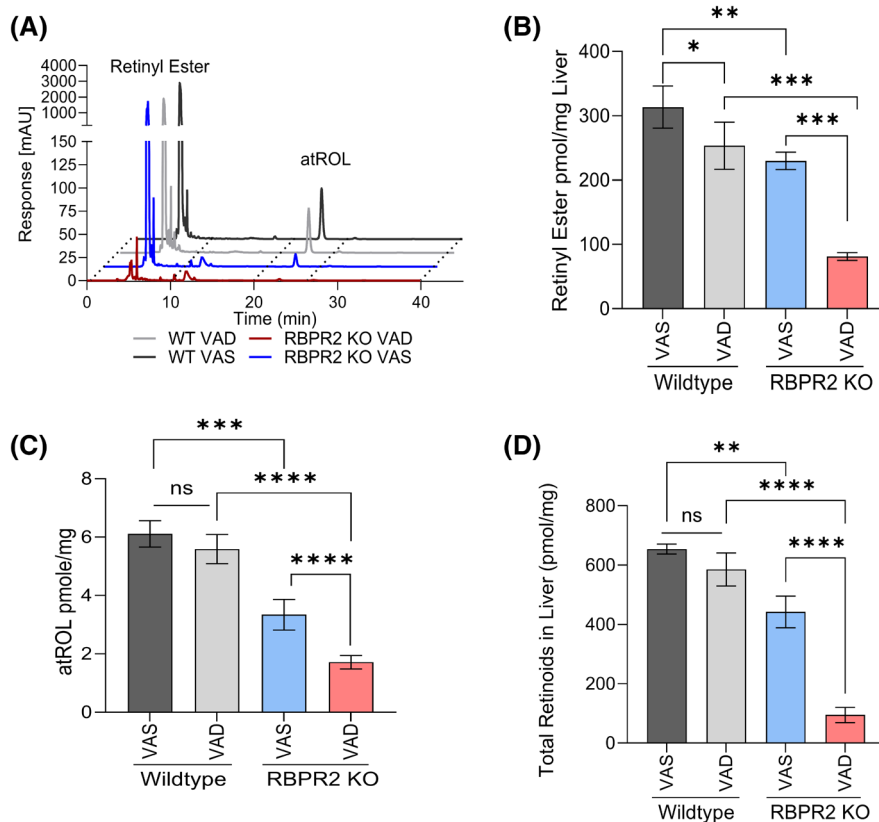 (A)
Retinyl Ester
atROL
Response [mAU]
4000
3000
2000
1000
150
125
100
75
50
25
0
0 10 20 30 40
Time (min)
WT VAD RBPR2 KO VAD
WT VAS RBPR2 KO VAS
(B)
** 
*
***
***
Retinyl Ester pmol/mg Liver
400
300
200
100
0
VAS VAD VAS VAD
Wildtype RBPR2 KO
(C)
***
ns
****
****
atROL pmole/mg
8
6
4
2
0
VAS VAD VAS VAD
Wildtype RBPR2 KO
(D)
**
ns
****
****
Total Retinoids in Liver (pmol/mg)
800
600
400
200
0
VAS VAD VAS VAD
Wildtype RBPR2 KO